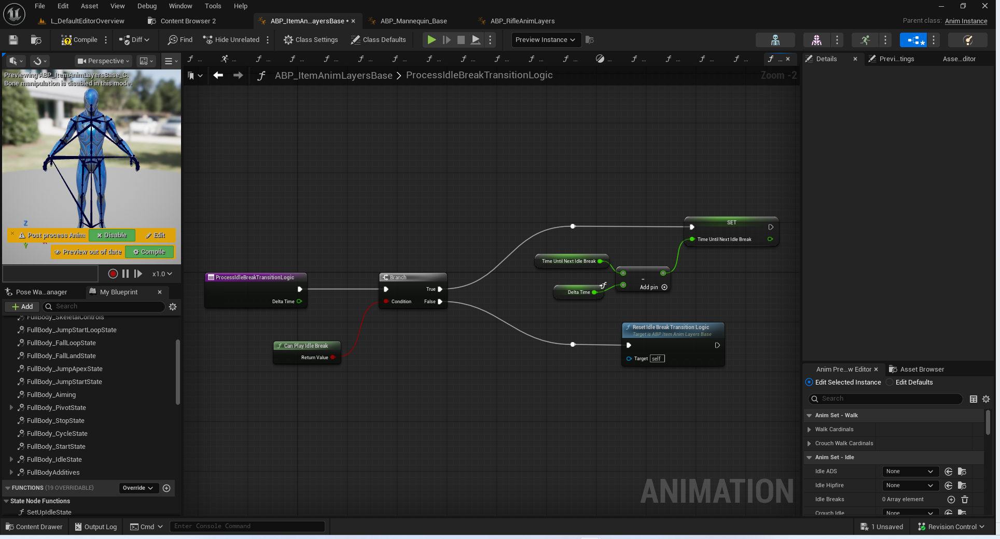 File Edit Asset View Debug Window Tools Help
L_DefaultEditorOverview Content Browser 2 ABP_ItemAn...ayersBase * ABP_Mannequin_Base ABP_RifleAnimLayers Parent class: Anim Instance
Compile Diff Find Hide Unrelated Class Settings Class Defaults Preview Instance
Perspective
f ... ... f ... f ... f ... f ... f ... f ... f ... f ... f ... f ... ... f ... f ... f ... f ... f ...
Details Previ...tings Asse...ditor
Previewing ABP_ItemAnimLayersBase_C.
Bone manipulation is disabled in this mode.
f ABP_ItemAnimLayersBase > ProcessIdleBreakTransitionLogic Zoom -2
Z
Y
Post process Anim: Disable Edit
Preview out of date Compile
x1.0
Pose Wa...anager My Blueprint
Add Search
FullBody_SkeletalControls
FullBody_JumpStartLoopState
FullBody_FallLoopState
FullBody_FallLandState
FullBody_JumpApexState
FullBody_JumpStartState
FullBody_Aiming
FullBody_PivotState
FullBody_StopState
FullBody_CycleState
FullBody_StartState
FullBody_IdleState
FullBodyAdditives
FUNCTIONS (19 OVERRIDABLE) Override
State Node Functions
f SetUpIdleState
ProcessIdleBreakTransitionLogic
Delta Time
Branch
True
Condition False
f Can Play Idle Break
Return Value
SET
Time Until Next Idle Break
Time Until Next Idle Break
-
Add pin
f
Delta Time
f Reset Idle Break Transition Logic
Target is ABP Item Anim Layers Base
Target self
ANIMATION
Anim Pre...w Editor Asset Browser
Edit Selected Instance Edit Defaults
Search
Anim Set - Walk
Walk Cardinals
Crouch Walk Cardinals
Anim Set - Idle
Idle ADS None
Idle Hipfire None
Idle Breaks 0 Array element
Crouch Idle None
Content Drawer Output Log Cmd Enter Console Command 1 Unsaved Revision Control